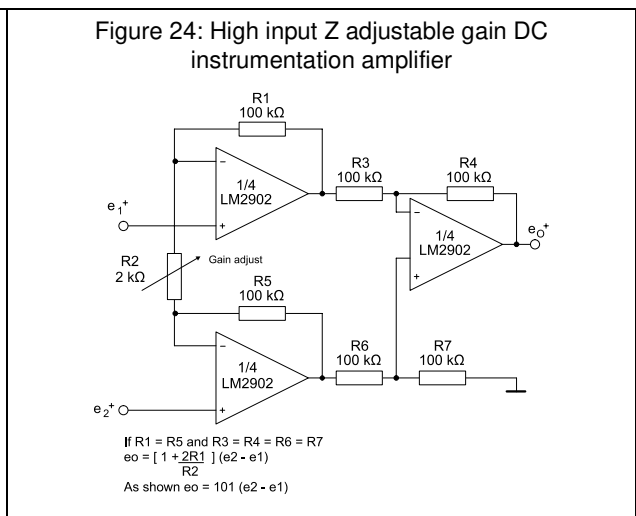 Figure 24: High input Z adjustable gain DC
instrumentation amplifier
R1
100 kΩ
R3
100 kΩ
R4
100 kΩ
1/4
LM2902
e1+
1/4
LM2902
eO+
R2
2 kΩ
Gain adjust
R5
100 kΩ
R6
100 kΩ
R7
100 kΩ
1/4
LM2902
e2+
If R1 = R5 and R3 = R4 = R6 = R7
eo = [ 1 + 2R1 ] (e2 - e1)
R2
As shown eo = 101 (e2 - e1)